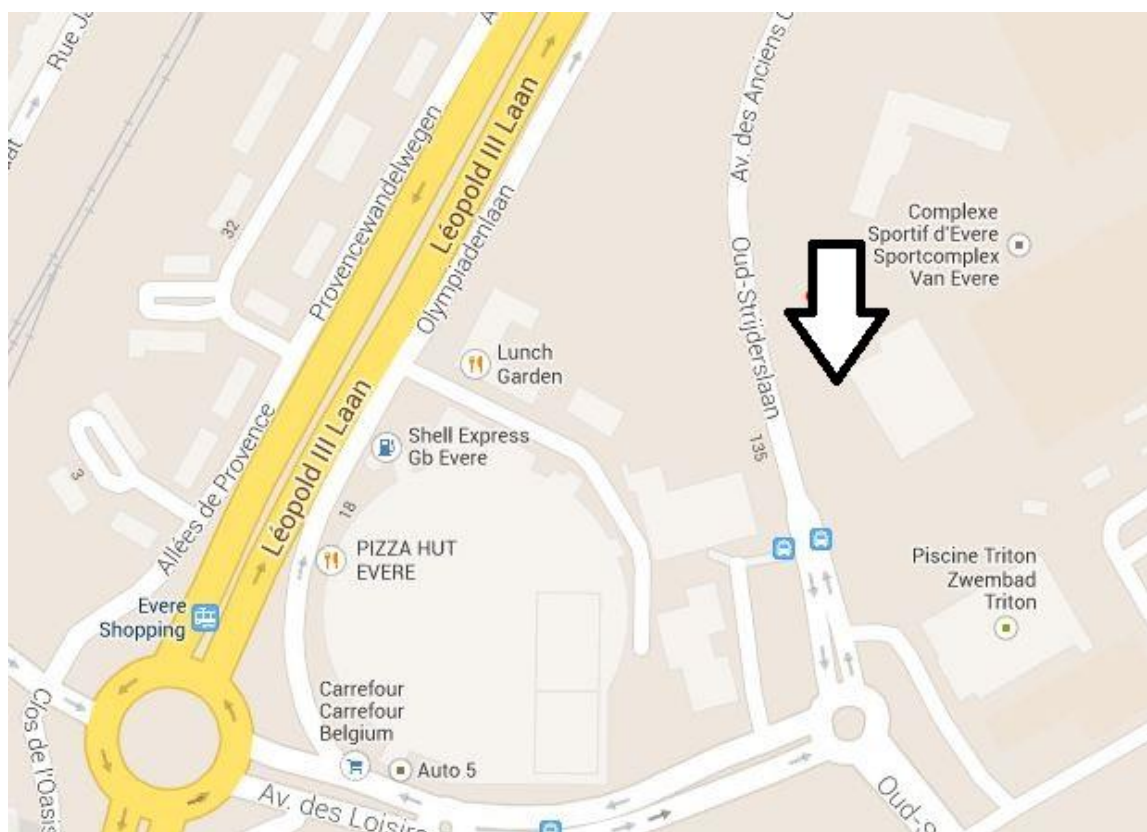 Rue Ja
Av. des Anciens C
Provencewandelwegen
Léopold III Laan
Olympiadenlaan
Complexe
Sportif d'Evere
Sportcomplex
Van Evere
32
Oud-Strijderslaan
Lunch
Garden
Shell Express
Gb Evere
135
Allées de Provence
Léopold III Laan
3
18
PIZZA HUT
EVERE
Piscine Triton
Zwembad
Triton
Evere
Shopping
Carrefour
Carrefour
Belgium
Auto 5
Clos de l'Oasis
Av. des Loisirs
Oud-S